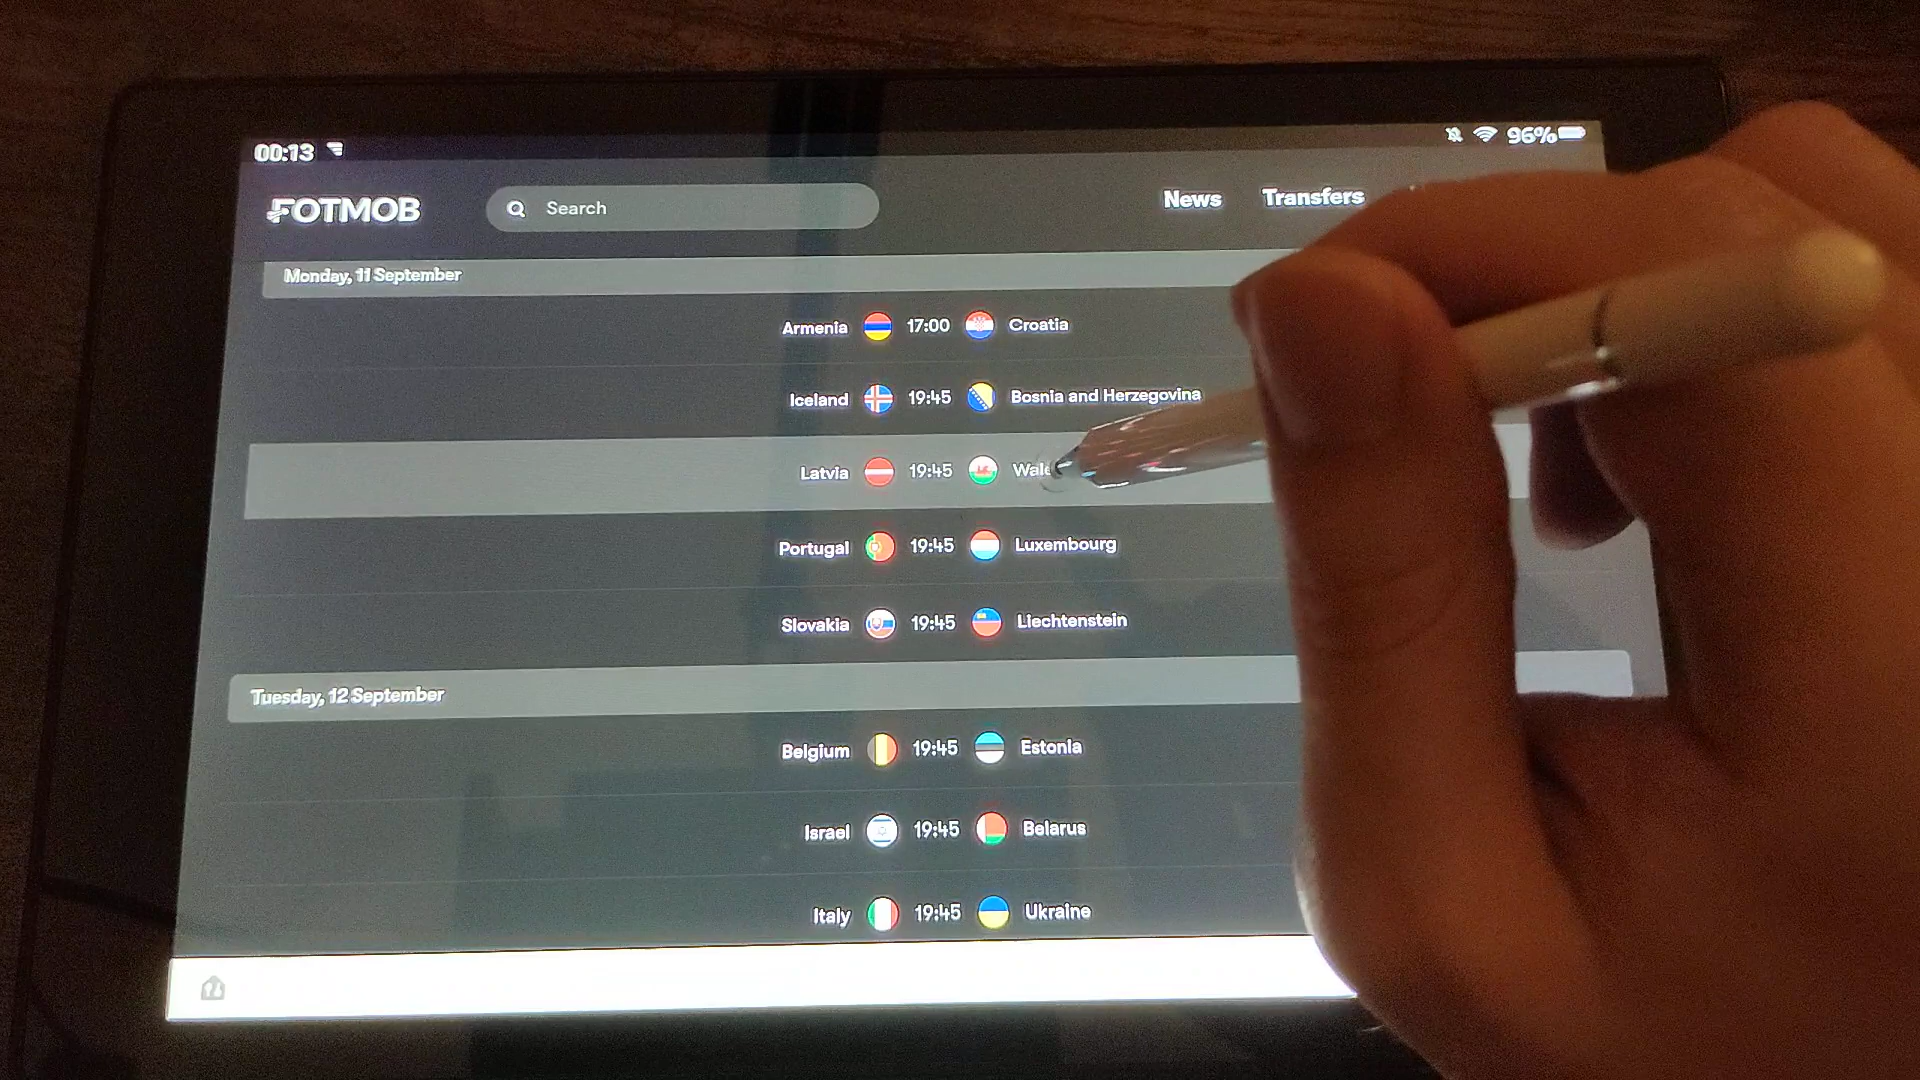 00:13 96%
FOTMOB Search News Transfers
Monday, 11 September
Armenia 17:00 Croatia
Iceland 19:45 Bosnia and Herzegovina
Latvia 19:45 Wale
Portugal 19:45 Luxembourg
Slovakia 19:45 Liechtenstein
Tuesday, 12 September
Belgium 19:45 Estonia
Israel 19:45 Belarus
Italy 19:45 Ukraine